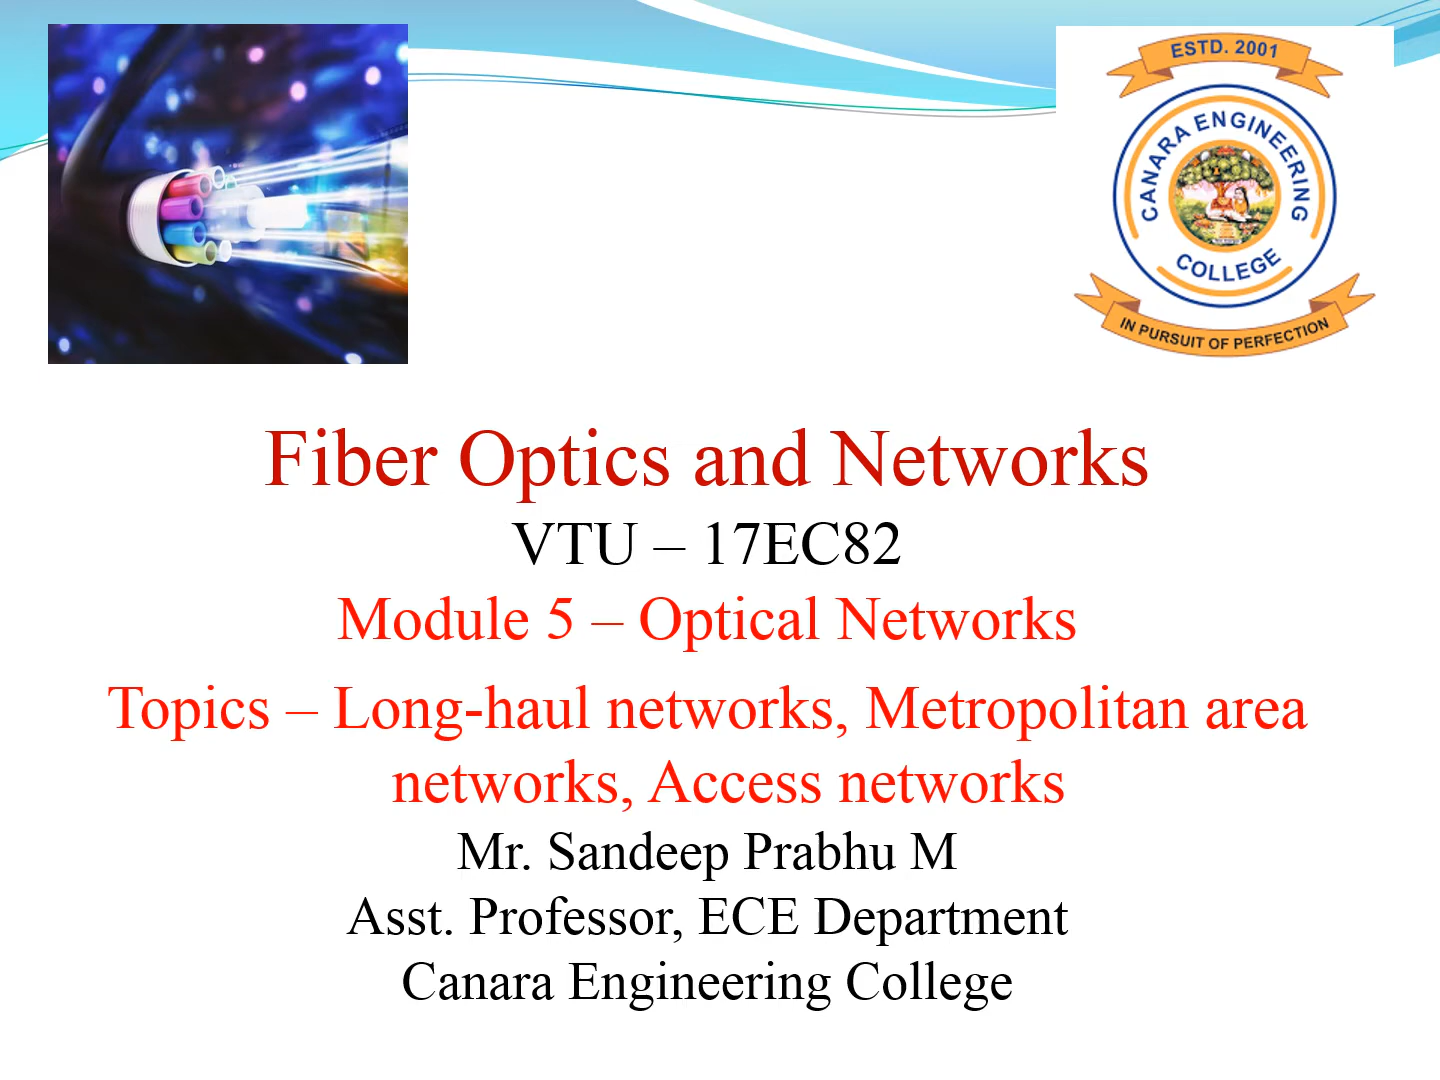 ESTD. 2001
CANARA ENGINEERING
COLLEGE
IN PURSUIT OF PERFECTION
Fiber Optics and Networks
VTU – 17EC82
Module 5 – Optical Networks
Topics – Long-haul networks, Metropolitan area
networks, Access networks
Mr. Sandeep Prabhu M
Asst. Professor, ECE Department
Canara Engineering College